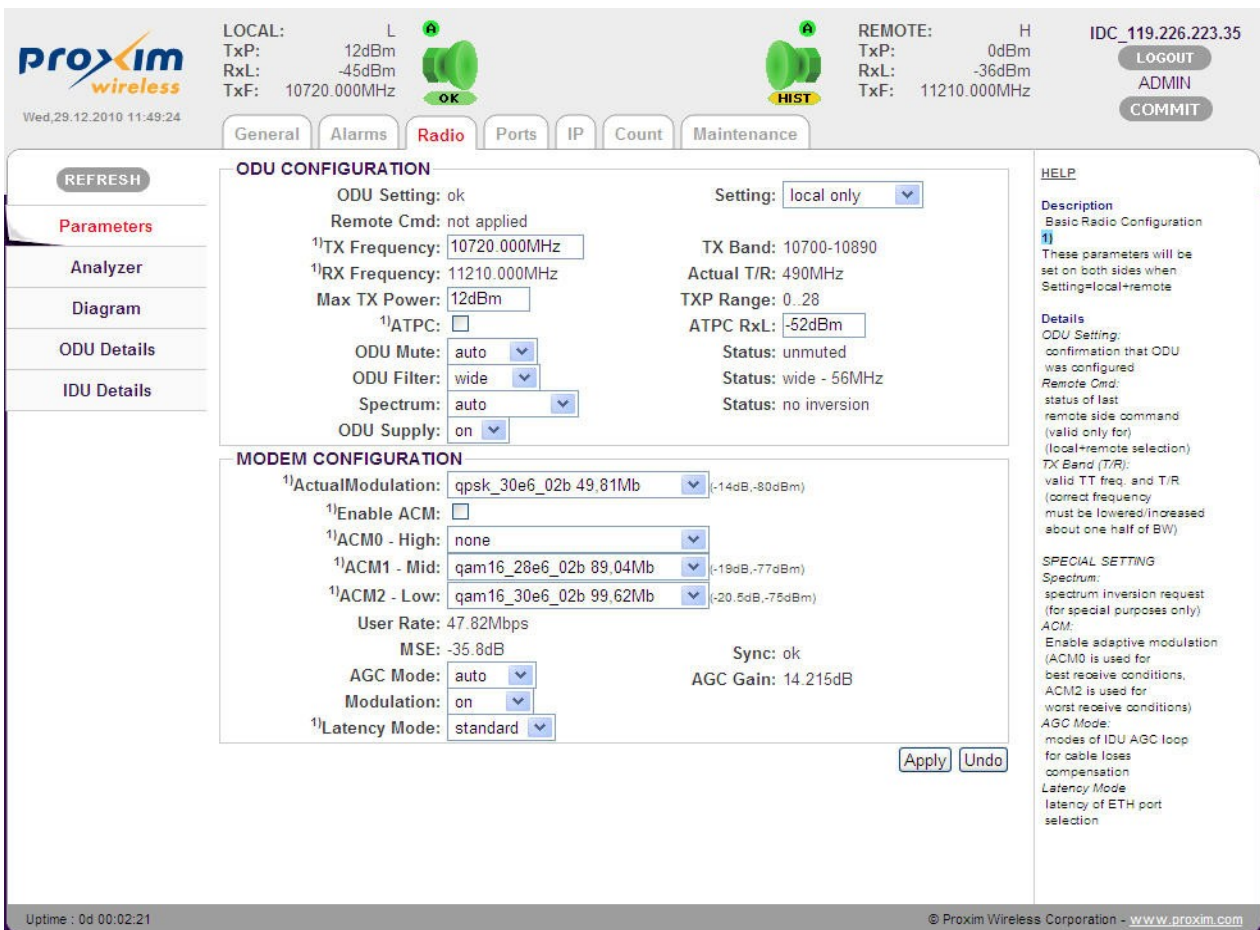 proxim
wireless
Wed,29.12.2010 11:49:24
LOCAL: L
TxP: 12dBm
RxL: -45dBm
TxF: 10720.000MHz
A
OK
A
HIST
REMOTE: H
TxP: 0dBm
RxL: -36dBm
TxF: 11210.000MHz
IDC_119.226.223.35
LOGOUT
ADMIN
COMMIT
General Alarms Radio Ports IP Count Maintenance
REFRESH
Parameters
Analyzer
Diagram
ODU Details
IDU Details
ODU CONFIGURATION
ODU Setting: ok Setting: local only
Remote Cmd: not applied
1)TX Frequency: 10720.000MHz TX Band: 10700-10890
1)RX Frequency: 11210.000MHz Actual T/R: 490MHz
Max TX Power: 12dBm TXP Range: 0..28
1)ATPC: ATPC RxL: -52dBm
ODU Mute: auto Status: unmuted
ODU Filter: wide Status: wide - 56MHz
Spectrum: auto Status: no inversion
ODU Supply: on
MODEM CONFIGURATION
1)ActualModulation: qpsk_30e6_02b 49,81Mb (-14dB,-80dBm)
1)Enable ACM:
1)ACM0 - High: none
1)ACM1 - Mid: qam16_28e6_02b 89,04Mb (-19dB,-77dBm)
1)ACM2 - Low: qam16_30e6_02b 99,62Mb (-20.5dB,-75dBm)
User Rate: 47.82Mbps
MSE: -35.8dB Sync: ok
AGC Mode: auto AGC Gain: 14.215dB
Modulation: on
1)Latency Mode: standard
Apply Undo
HELP
Description
Basic Radio Configuration
1)
These parameters will be
set on both sides when
Setting=local+remote
Details
ODU Setting:
confirmation that ODU
was configured
Remote Cmd:
status of last
remote side command
(valid only for)
(local+remote selection)
TX Band (T/R):
valid TT freq. and T/R
(correct frequency
must be lowered/increased
about one half of BW)
SPECIAL SETTING
Spectrum:
spectrum inversion request
(for special purposes only)
ACM:
Enable adaptive modulation
(ACM0 is used for
best receive conditions,
ACM2 is used for
worst receive conditions)
AGC Mode:
modes of IDU AGC loop
for cable loses
compensation
Latency Mode
latency of ETH port
selection
Uptime : 0d 00:02:21
© Proxim Wireless Corporation - www.proxim.com